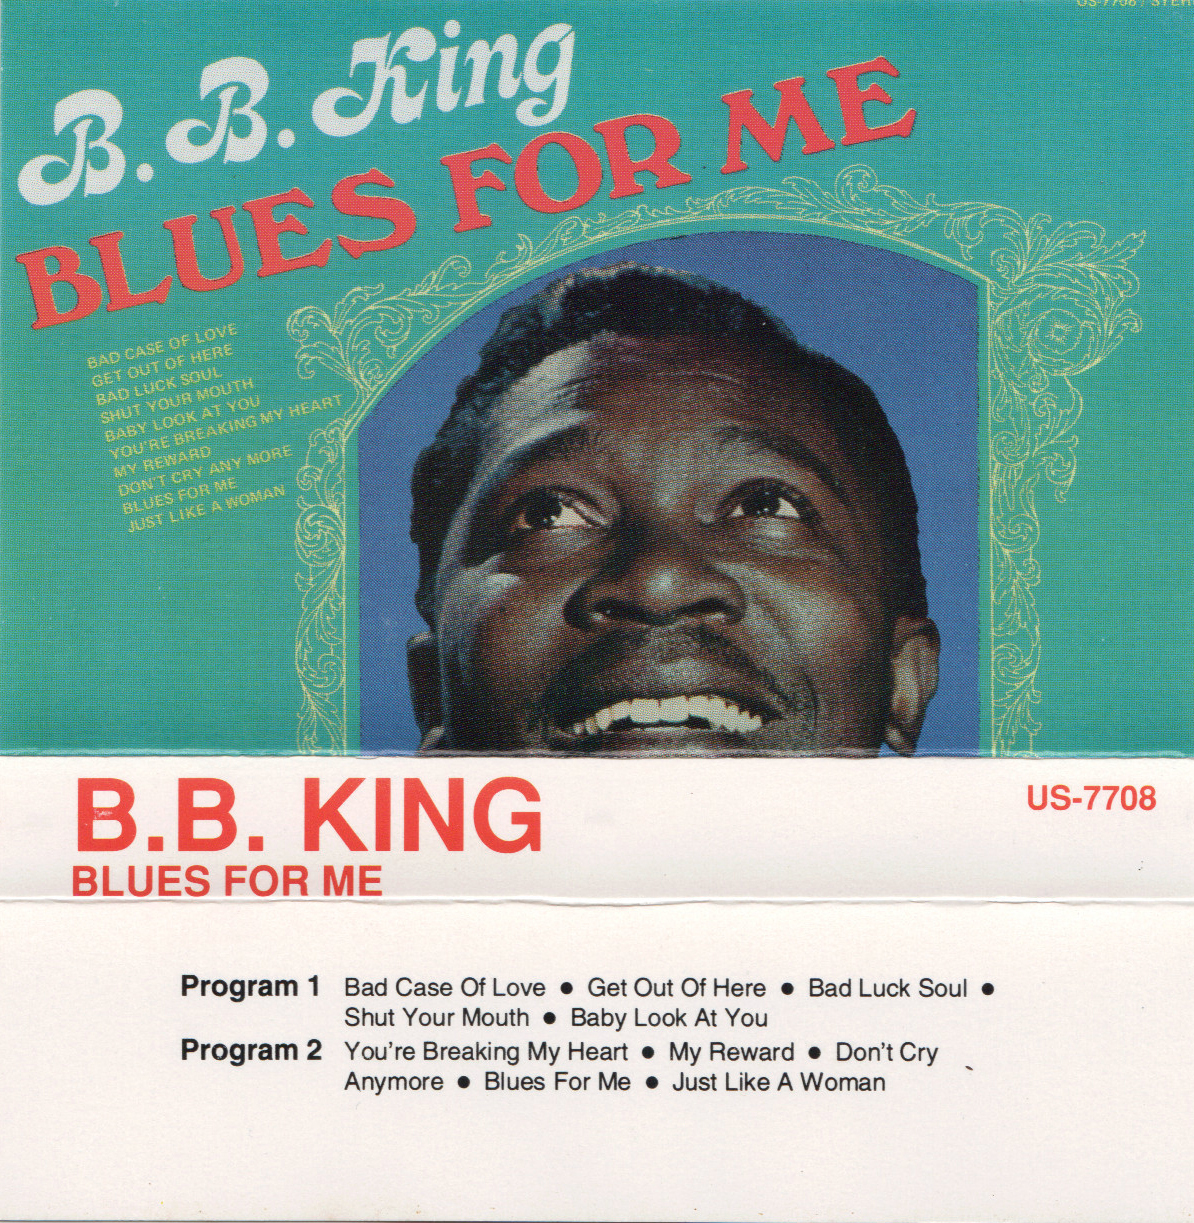 US-7708 / STEREO
B. B. King
BLUES FOR ME
BAD CASE OF LOVE
GET OUT OF HERE
BAD LUCK SOUL
SHUT YOUR MOUTH
BABY LOOK AT YOU
YOU'RE BREAKING MY HEART
MY REWARD
DON'T CRY ANY MORE
BLUES FOR ME
JUST LIKE A WOMAN
B.B. KING
US-7708
BLUES FOR ME
Program 1 Bad Case Of Love ● Get Out Of Here ● Bad Luck Soul ●
Shut Your Mouth ● Baby Look At You
Program 2 You're Breaking My Heart ● My Reward ● Don't Cry
Anymore ● Blues For Me ● Just Like A Woman